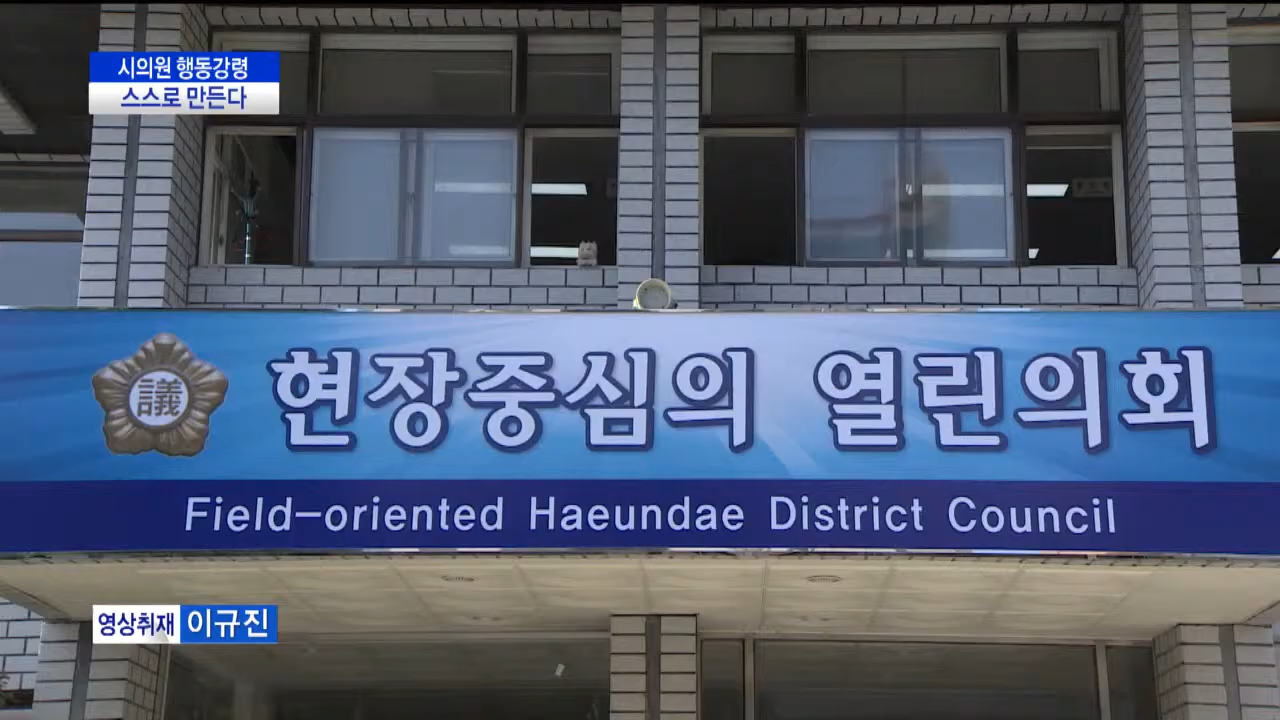 시의원 행동강령
스스로 만든다
議
현장중심의 열린의회
Field-oriented Haeundae District Council
영상취재 이규진